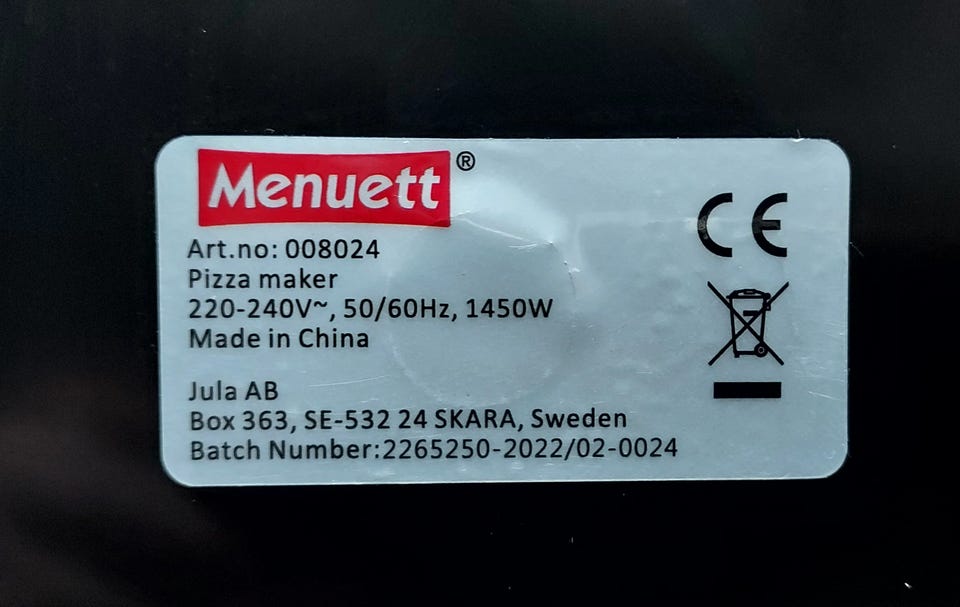 Menuett®
Art.no: 008024
Pizza maker
220-240V~, 50/60Hz, 1450W
Made in China
Jula AB
Box 363, SE-532 24 SKARA, Sweden
Batch Number:2265250-2022/02-0024
CE